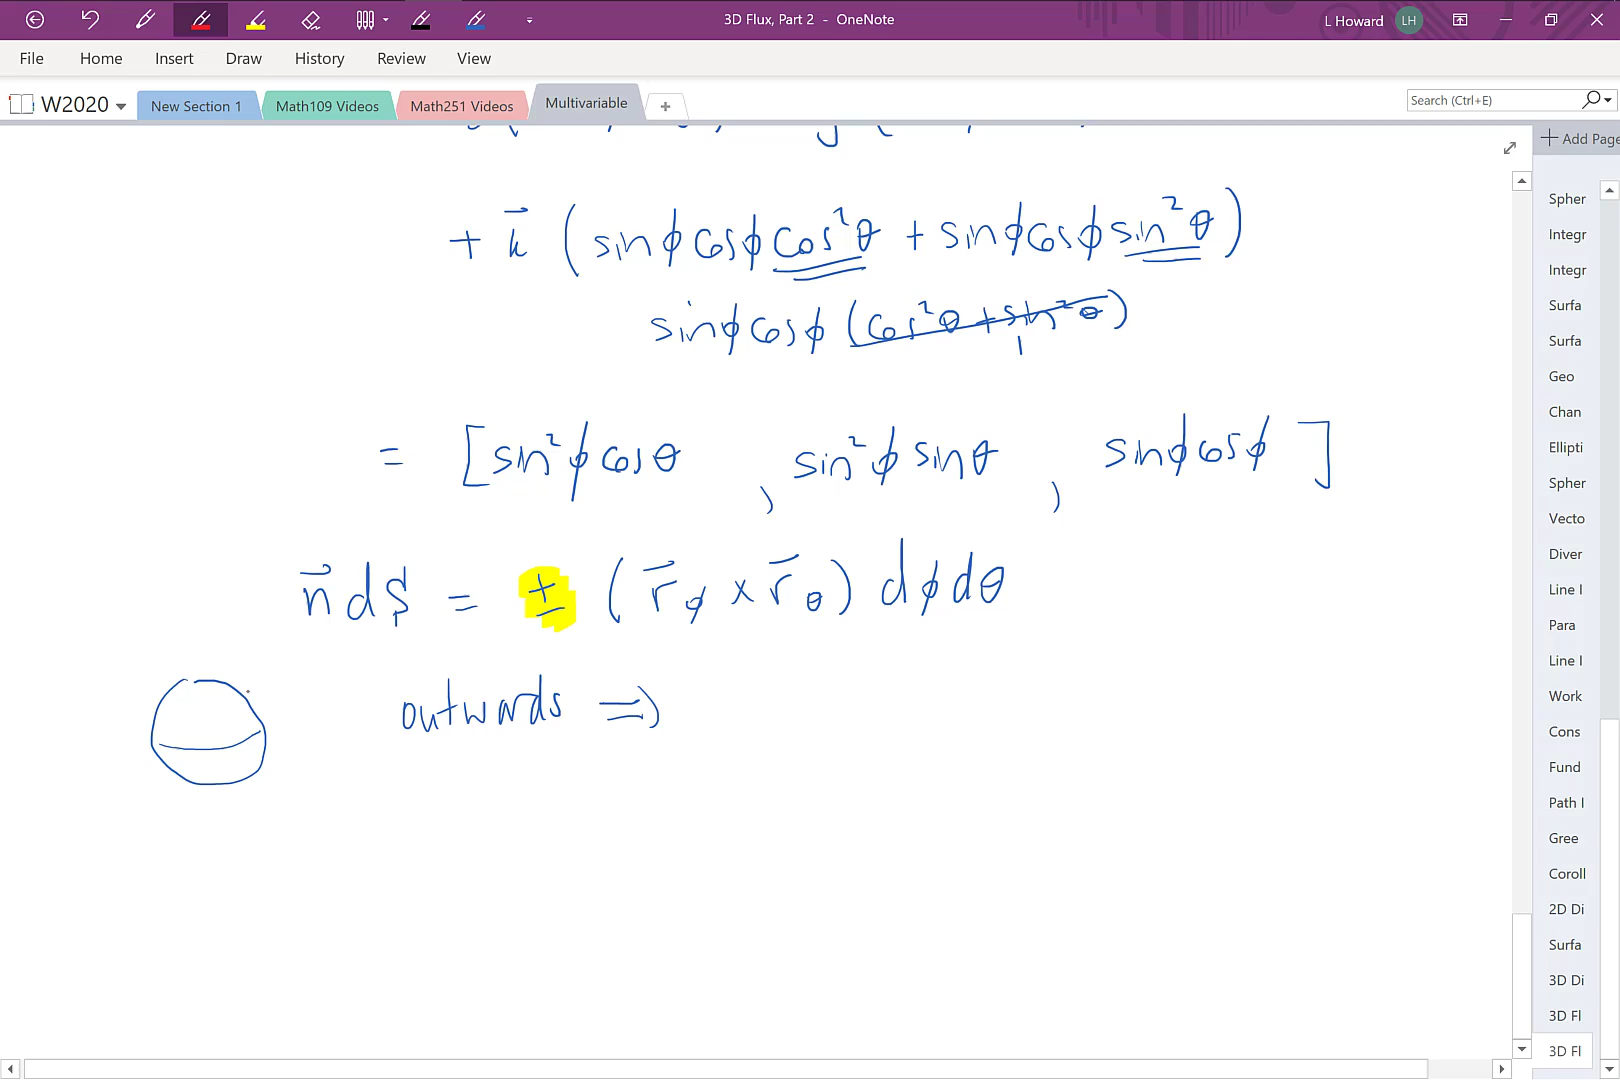 3D Flux, Part 2 - OneNote
L Howard
LH
File Home Insert Draw History Review View
W2020
New Section 1
Math109 Videos
Math251 Videos
Multivariable
Search (Ctrl+E)
+ k⃗ (sinϕcosϕcos²θ + sinϕcosϕsin²θ)
sinϕcosϕ(cos²θ+sin²θ)
1
= [sin²ϕcosθ , sin²ϕsinθ , sinϕcosϕ]
n⃗dS = ± (r⃗ϕ × r⃗θ) dϕdθ
outwards ⇒
Add Page
Spher
Integr
Integr
Surfa
Surfa
Geo
Chan
Ellipti
Spher
Vecto
Diver
Line I
Para
Line I
Work
Cons
Fund
Path I
Gree
Coroll
2D Di
Surfa
3D Di
3D Fl
3D Fl